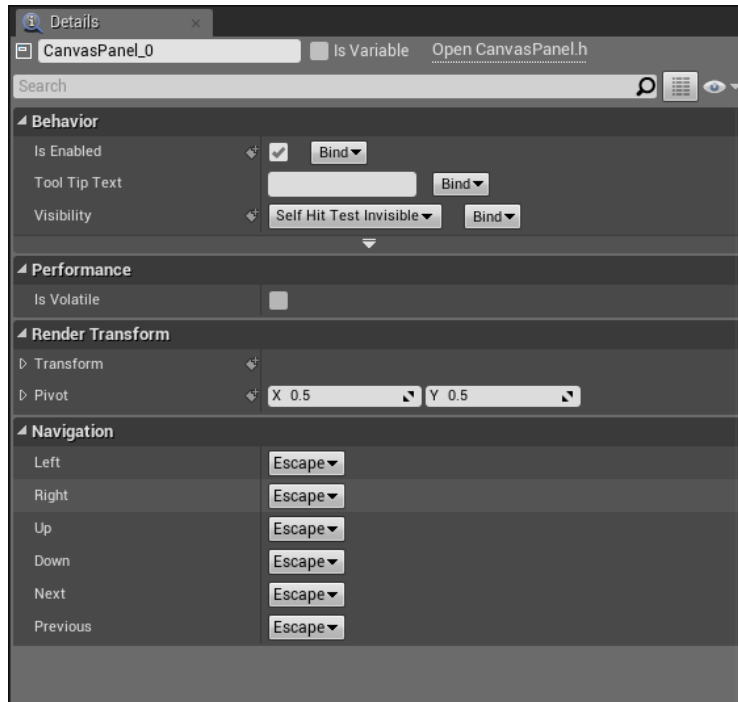 Details
CanvasPanel_0 Is Variable Open CanvasPanel.h
Search
Behavior
Is Enabled Bind
Tool Tip Text Bind
Visibility Self Hit Test Invisible Bind
Performance
Is Volatile
Render Transform
Transform
Pivot X 0.5 Y 0.5
Navigation
Left Escape
Right Escape
Up Escape
Down Escape
Next Escape
Previous Escape